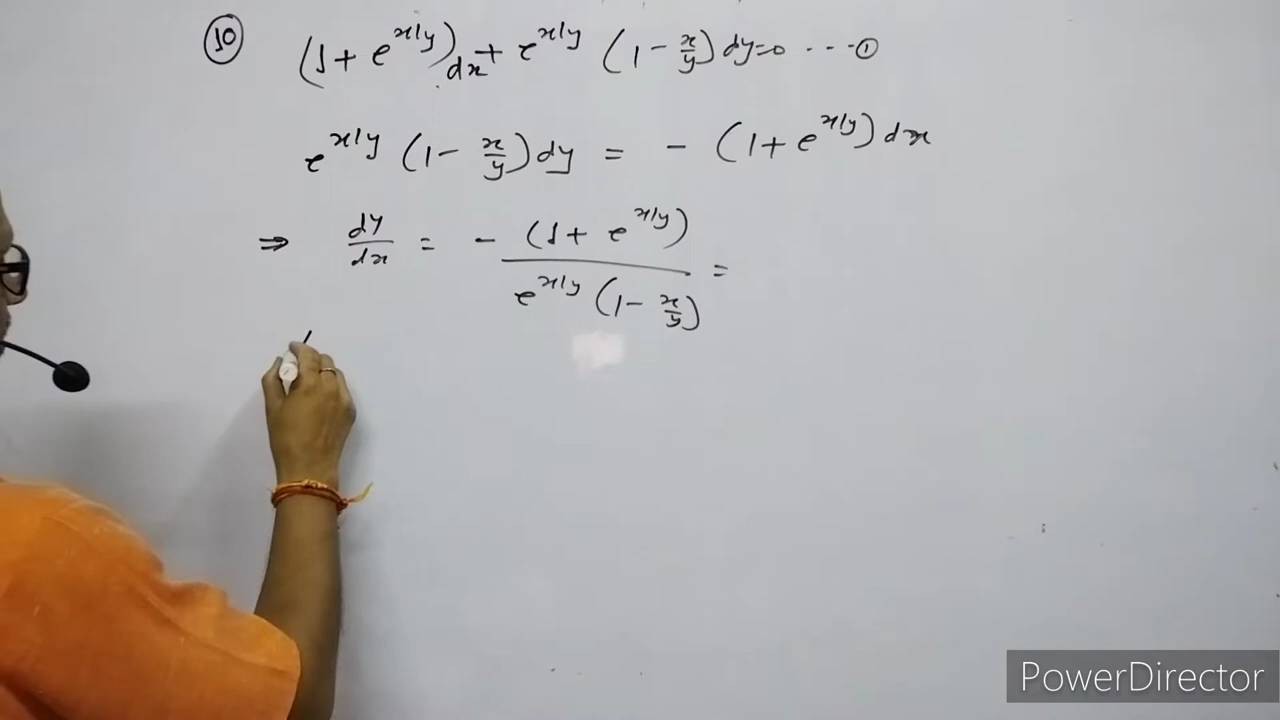 10 (1 + e^{x/y}) dx + e^{x/y} (1 - x/y) dy = 0 ---①
e^{x/y} (1 - x/y) dy = - (1 + e^{x/y}) dx
⇒ dy/dx = - (1 + e^{x/y}) / e^{x/y} (1 - x/y) =
PowerDirector